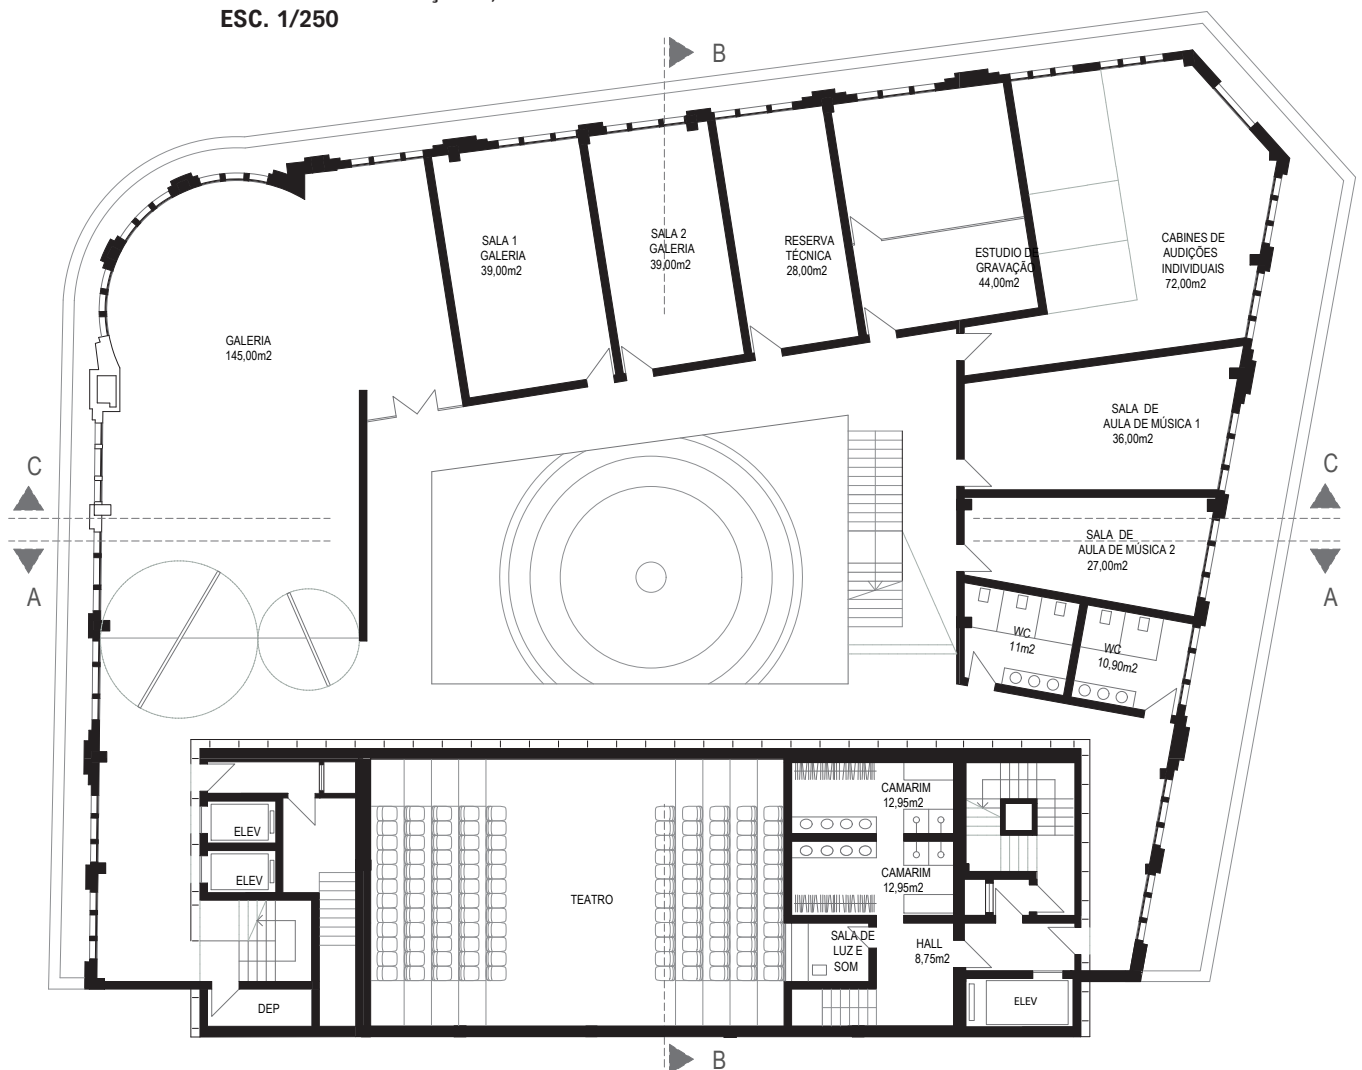 ESC. 1/250
B
SALA 1
GALERIA
39,00m2
SALA 2
GALERIA
39,00m2
RESERVA
TÉCNICA
28,00m2
ESTUDIO DE
GRAVAÇÃO
44,00m2
CABINES DE
AUDIÇÕES
INDIVIDUAIS
72,00m2
GALERIA
145,00m2
SALA DE
AULA DE MÚSICA 1
36,00m2
C
C
SALA DE
AULA DE MÚSICA 2
27,00m2
A
A
WC
11m2
WC
10,90m2
CAMARIM
12,95m2
ELEV
ELEV
CAMARIM
12,95m2
TEATRO
SALA DE
LUZ E
SOM
HALL
8,75m2
DEP
ELEV
B